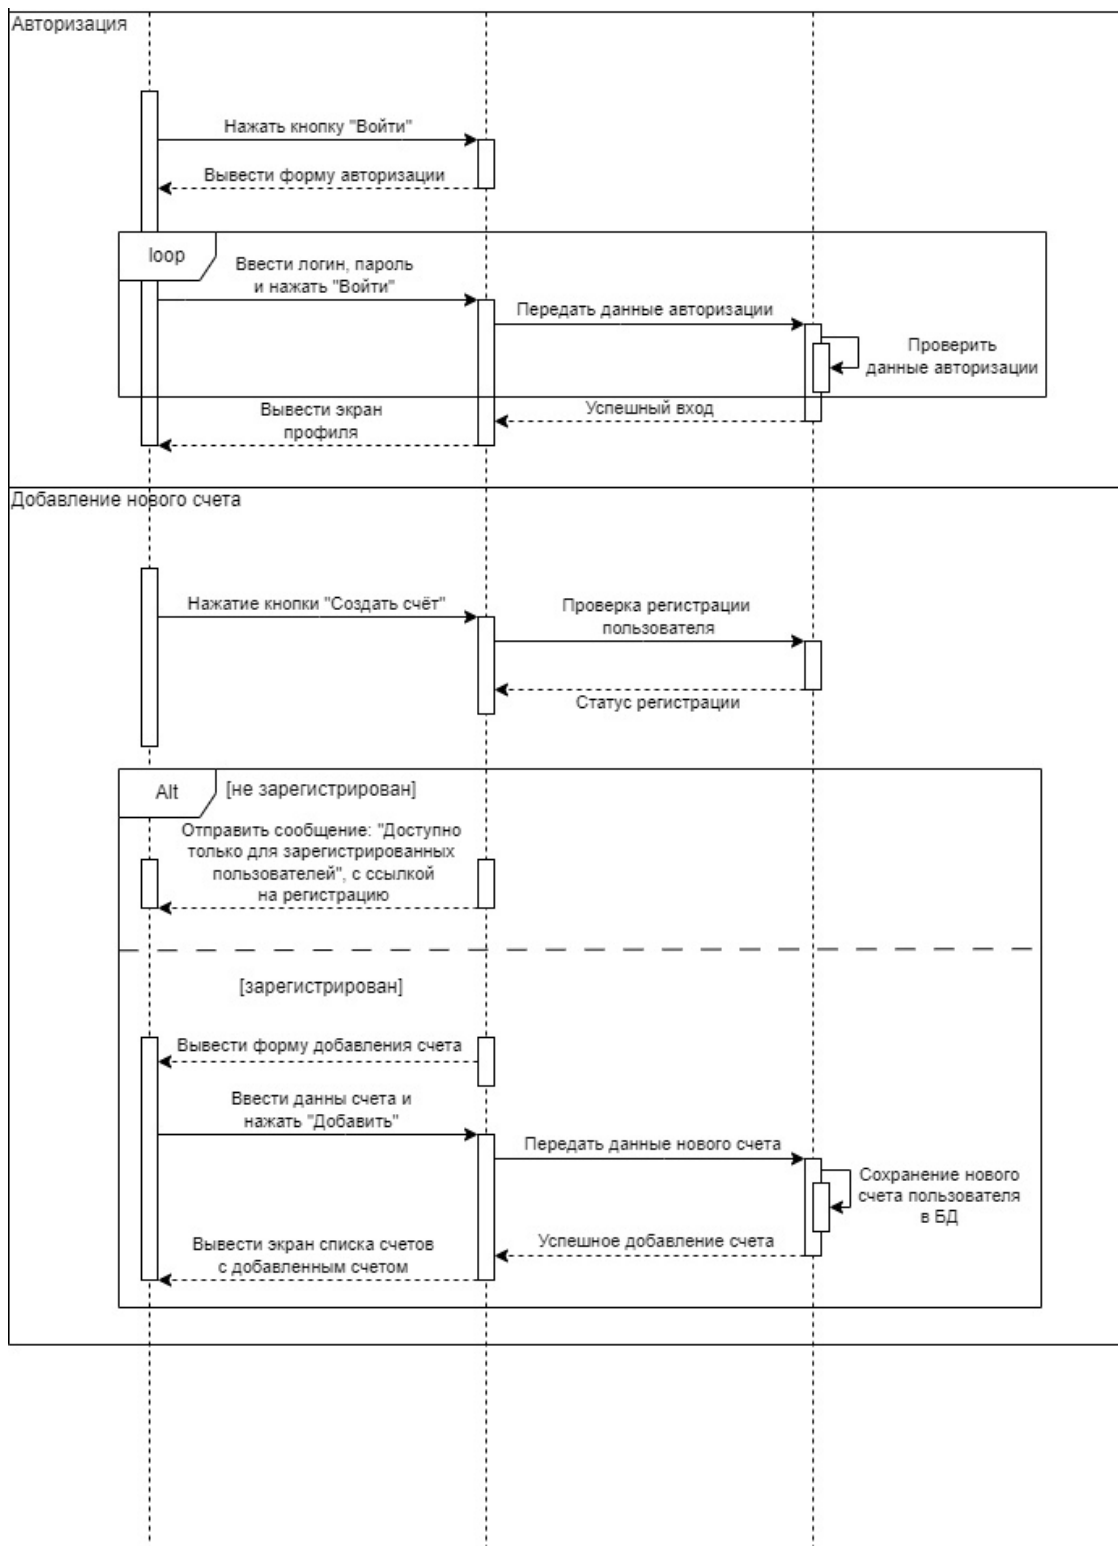 Авторизация
Нажать кнопку "Войти"
Вывести форму авторизации
loop
Ввести логин, пароль
и нажать "Войти"
Передать данные авторизации
Проверить
данные авторизации
Успешный вход
Вывести экран
профиля
Добавление нового счета
Нажатие кнопки "Создать счёт"
Проверка регистрации
пользователя
Статус регистрации
Alt
[не зарегистрирован]
Отправить сообщение: "Доступно
только для зарегистрированных
пользователей", с ссылкой
на регистрацию
[зарегистрирован]
Вывести форму добавления счета
Ввести данны счета и
нажать "Добавить"
Передать данные нового счета
Сохранение нового
счета пользователя
в БД
Успешное добавление счета
Вывести экран списка счетов
с добавленным счетом